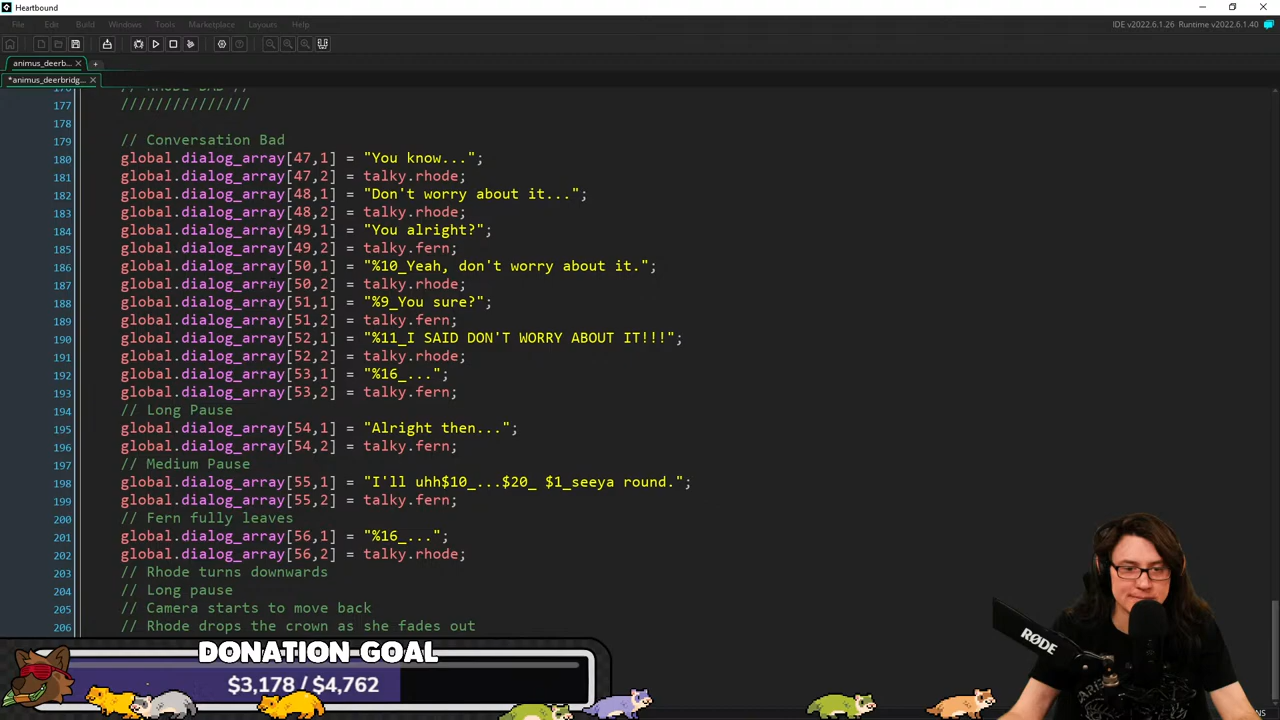 Heartbound
File Edit Build Windows Tools Marketplace Layouts Help
IDE v2022.6.1.26 Runtime v2022.6.1.40
animus_deerb...
*animus_deerbridg...
177 ///////////////
178
179 // Conversation Bad
180 global.dialog_array[47,1] = "You know...";
181 global.dialog_array[47,2] = talky.rhode;
182 global.dialog_array[48,1] = "Don't worry about it...";
183 global.dialog_array[48,2] = talky.rhode;
184 global.dialog_array[49,1] = "You alright?";
185 global.dialog_array[49,2] = talky.fern;
186 global.dialog_array[50,1] = "%10_Yeah, don't worry about it.";
187 global.dialog_array[50,2] = talky.rhode;
188 global.dialog_array[51,1] = "%9_You sure?";
189 global.dialog_array[51,2] = talky.fern;
190 global.dialog_array[52,1] = "%11_I SAID DON'T WORRY ABOUT IT!!!";
191 global.dialog_array[52,2] = talky.rhode;
192 global.dialog_array[53,1] = "%16_...";
193 global.dialog_array[53,2] = talky.fern;
194 // Long Pause
195 global.dialog_array[54,1] = "Alright then...";
196 global.dialog_array[54,2] = talky.fern;
197 // Medium Pause
198 global.dialog_array[55,1] = "I'll uhh$10_...$20_ $1_seeya round.";
199 global.dialog_array[55,2] = talky.fern;
200 // Fern fully leaves
201 global.dialog_array[56,1] = "%16_...";
202 global.dialog_array[56,2] = talky.rhode;
203 // Rhode turns downwards
204 // Long pause
205 // Camera starts to move back
206 // Rhode drops the crown as she fades out
DONATION GOAL
$3,178 / $4,762
RØDE